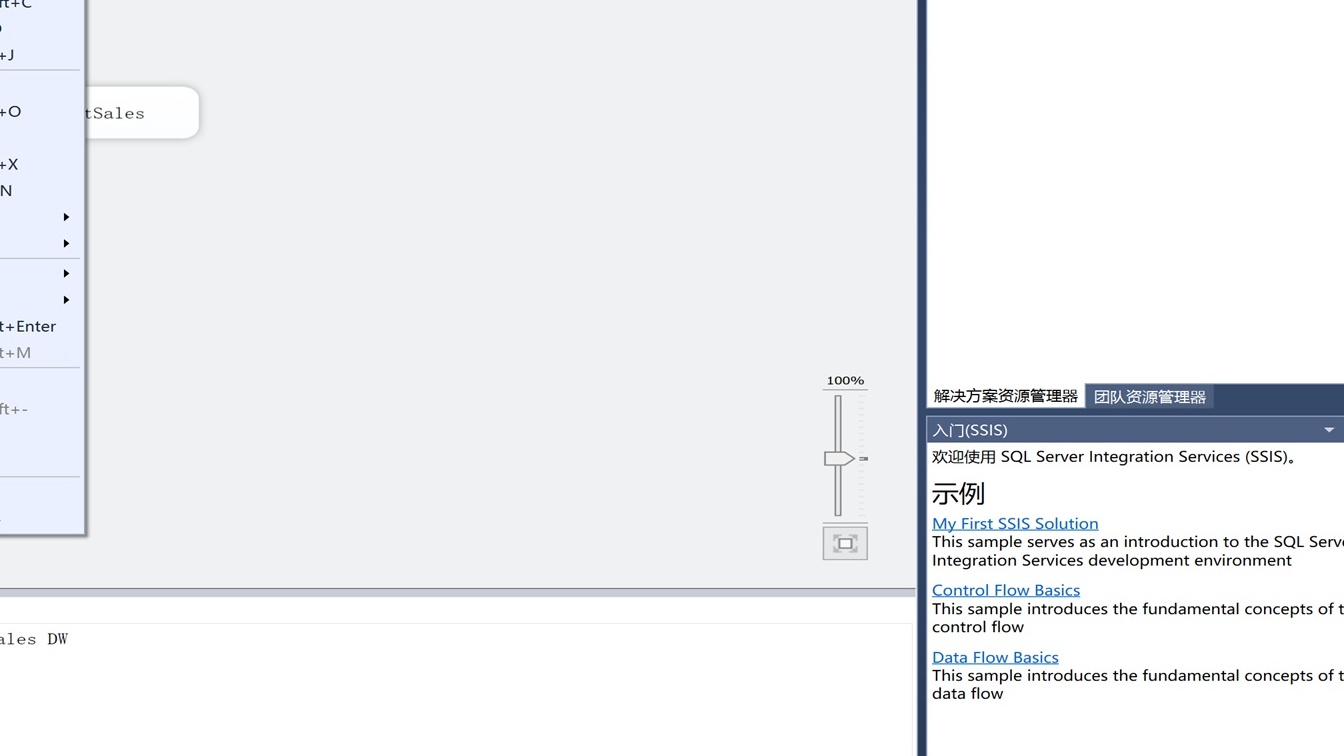 ft+C
+J
+O
tSales
+X
N
t+Enter
t+M
ft+-
100%
解决方案资源管理器 团队资源管理器
入门(SSIS)
欢迎使用 SQL Server Integration Services (SSIS)。
示例
My First SSIS Solution
This sample serves as an introduction to the SQL Serve
Integration Services development environment
Control Flow Basics
This sample introduces the fundamental concepts of t
control flow
Data Flow Basics
This sample introduces the fundamental concepts of t
data flow
ales DW